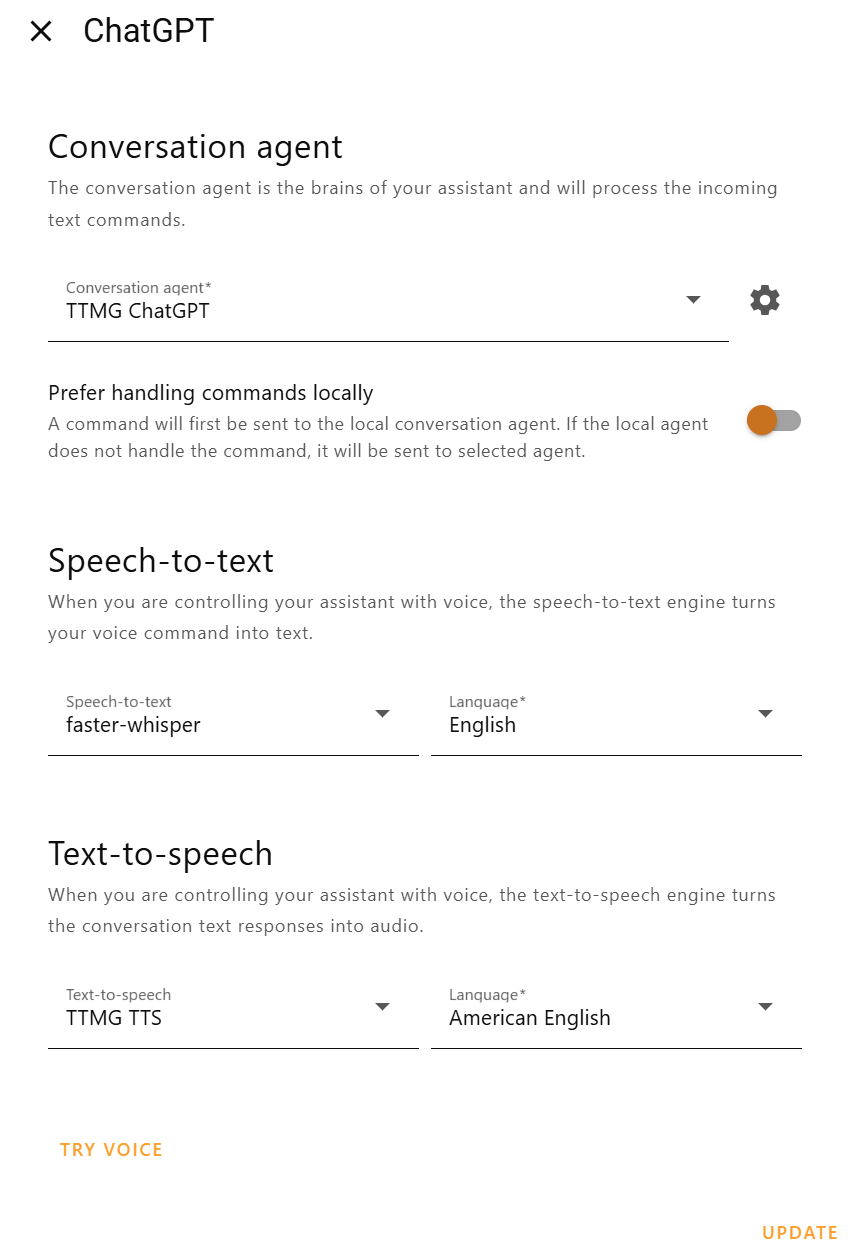 ChatGPT
Conversation agent
The conversation agent is the brains of your assistant and will process the incoming
text commands.
Conversation agent*
TTMG ChatGPT
Prefer handling commands locally
A command will first be sent to the local conversation agent. If the local agent
does not handle the command, it will be sent to selected agent.
Speech-to-text
When you are controlling your assistant with voice, the speech-to-text engine turns
your voice command into text.
Speech-to-text
faster-whisper
Language*
English
Text-to-speech
When you are controlling your assistant with voice, the text-to-speech engine turns
the conversation text responses into audio.
Text-to-speech
TTMG TTS
Language*
American English
TRY VOICE
UPDATE